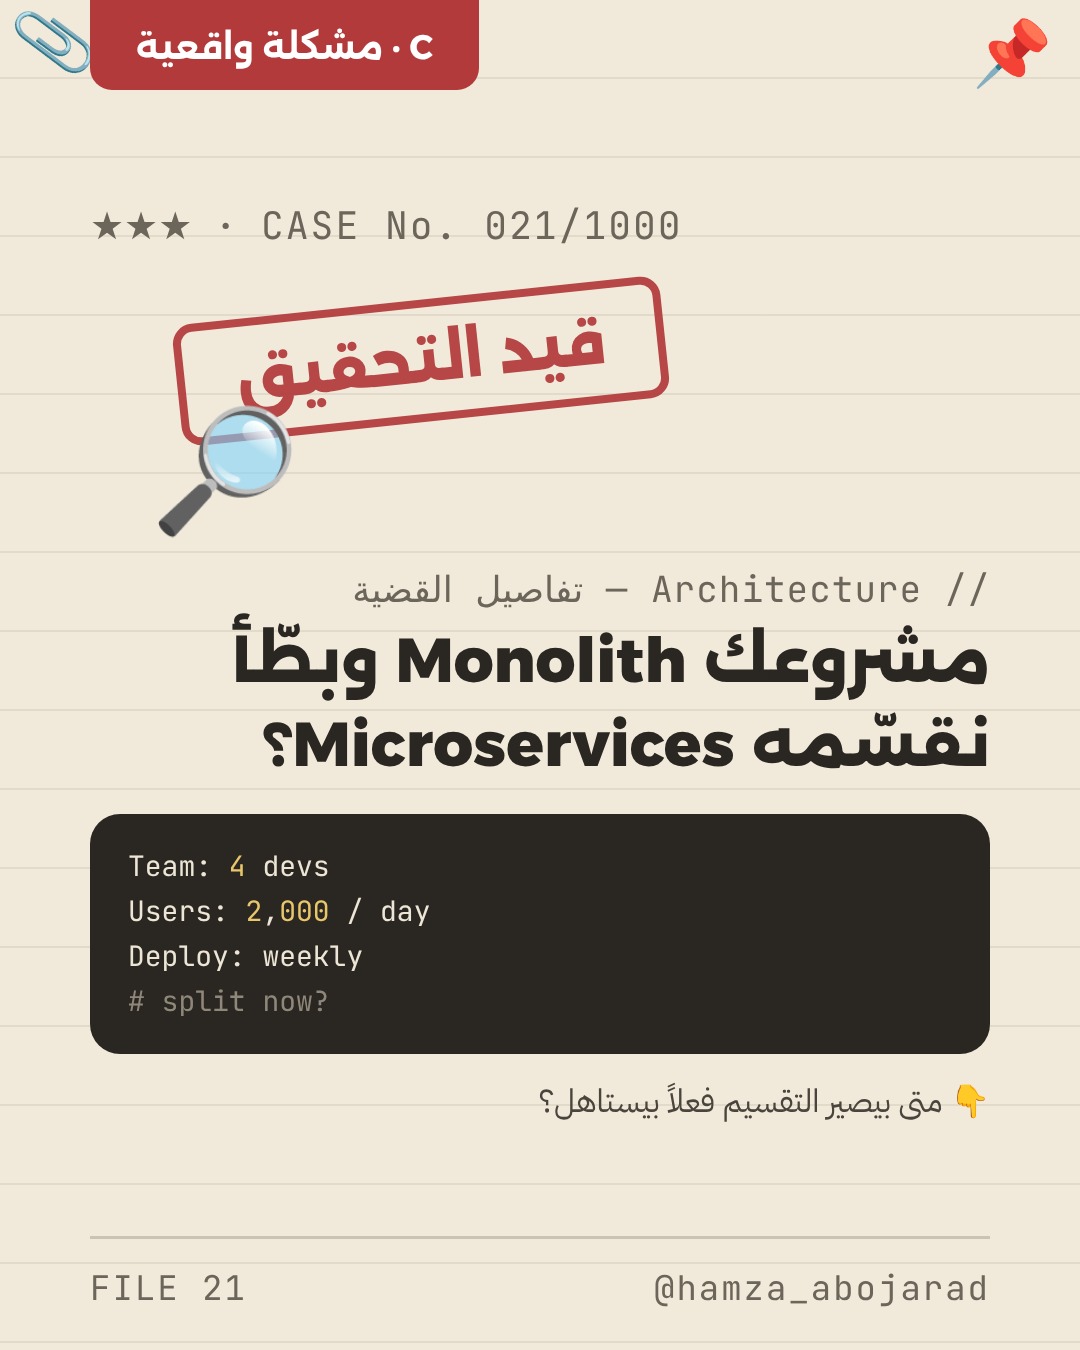 C · مشكلة واقعية
★★★ · CASE No. 021/1000
قيد التحقيق
// Architecture — تفاصيل القضية
مشروعك Monolith وبطّأ
نقسّمه Microservices؟
Team: 4 devs
Users: 2,000 / day
Deploy: weekly
# split now?
👇 متى بيصير التقسيم فعلاً بيستاهل؟
FILE 21
@hamza_abojarad